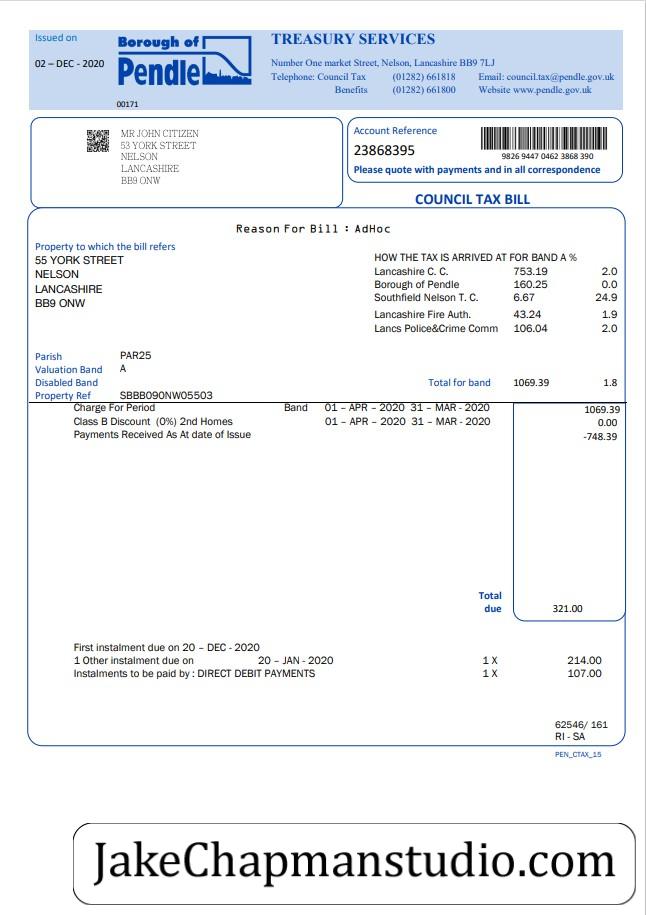 Issued on
02 – DEC - 2020
Borough of
Pendle
00171
TREASURY SERVICES
Number One market Street, Nelson, Lancashire BB9 7LJ
Telephone: Council Tax (01282) 661818 Email: council.tax@pendle.gov.uk
Benefits (01282) 661800 Website www.pendle.gov.uk
MR JOHN CITIZEN
53 YORK STREET
NELSON
LANCASHIRE
BB9 ONW
Account Reference
23868395
9826 9447 0462 3868 390
Please quote with payments and in all correspondence
COUNCIL TAX BILL
Reason For Bill : AdHoc
Property to which the bill refers
55 YORK STREET
NELSON
LANCASHIRE
BB9 ONW
HOW THE TAX IS ARRIVED AT FOR BAND A %
Lancashire C. C. 753.19 2.0
Borough of Pendle 160.25 0.0
Southfield Nelson T. C. 6.67 24.9
Lancashire Fire Auth. 43.24 1.9
Lancs Police&Crime Comm 106.04 2.0
Parish PAR25
Valuation Band A
Disabled Band
Total for band 1069.39 1.8
Property Ref SBBB090NW05503
Charge For Period Band 01 – APR – 2020 31 – MAR - 2020 1069.39
Class B Discount (0%) 2nd Homes 01 – APR – 2020 31 – MAR - 2020 0.00
Payments Received As At date of Issue -748.39
Total
due 321.00
First instalment due on 20 – DEC - 2020
1 Other instalment due on 20 – JAN - 2020 1 X 214.00
Instalments to be paid by : DIRECT DEBIT PAYMENTS 1 X 107.00
62546/ 161
RI - SA
PEN_CTAX_15
JakeChapmanstudio.com